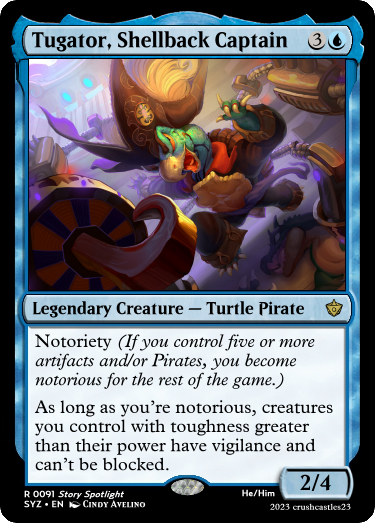 Tugator, Shellback Captain 3
Legendary Creature — Turtle Pirate
Notoriety (If you control five or more
artifacts and/or Pirates, you become
notorious for the rest of the game.)
As long as you're notorious, creatures
you control with toughness greater
than their power have vigilance and
can't be blocked.
2/4
R 0091 Story Spotlight He/Him
SYZ • EN Cindy Avelino 2023 crushcastles23